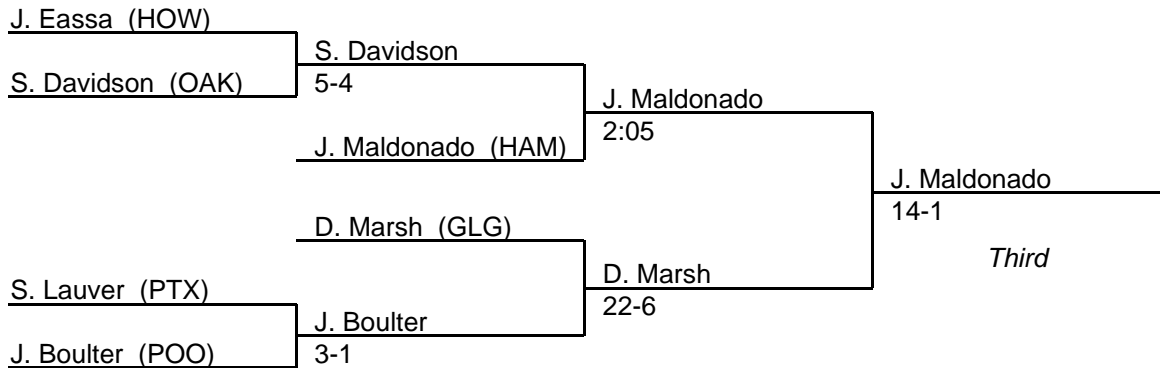 J. Eassa (HOW)
S. Davidson
S. Davidson (OAK)
5-4
J. Maldonado
2:05
J. Maldonado (HAM)
J. Maldonado
14-1
D. Marsh (GLG)
Third
D. Marsh
S. Lauver (PTX)
22-6
J. Boulter
J. Boulter (POO)
3-1